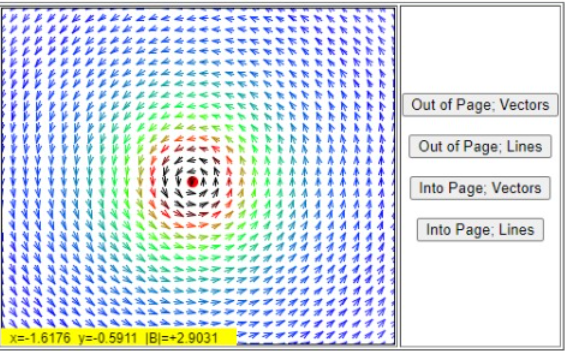 Out of Page; Vectors
Out of Page; Lines
Into Page; Vectors
Into Page; Lines
x=-1.6176 y=-0.5911 |B|=+2.9031